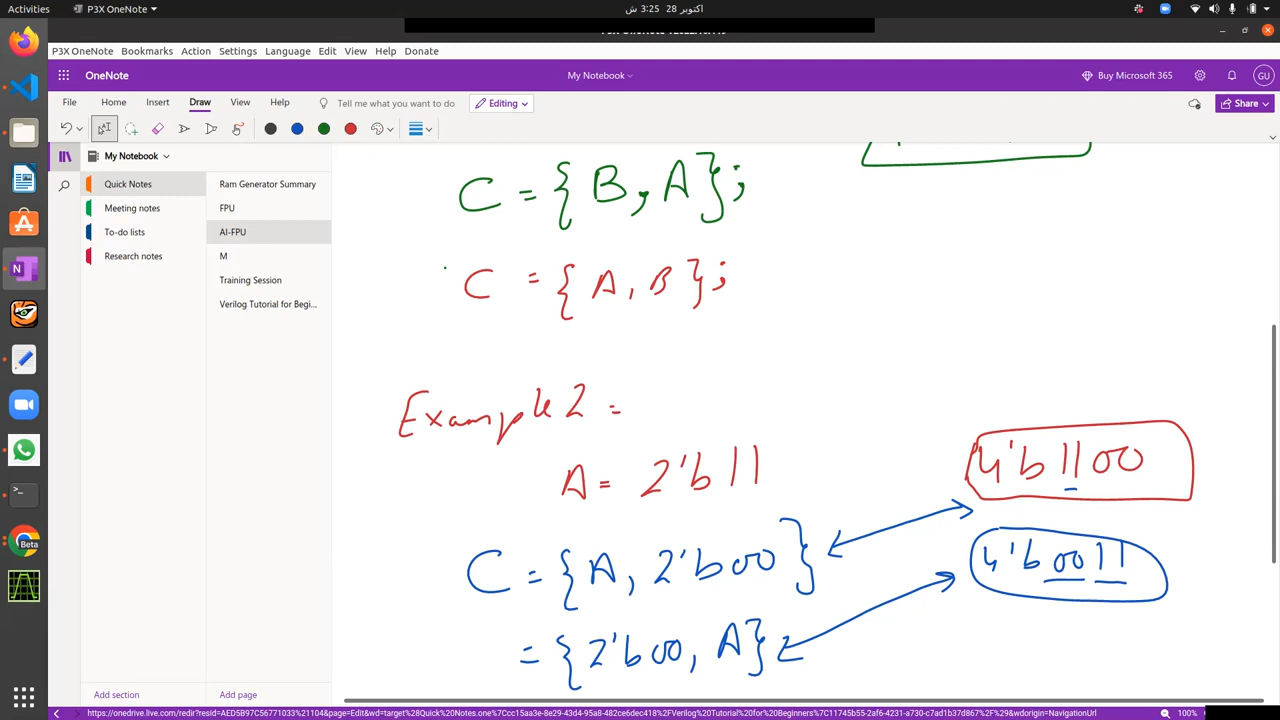 Activities P3X OneNote 3:25 ش 28 أكتوبر
P3X OneNote Bookmarks Action Settings Language Edit View Help Donate
OneNote My Notebook Buy Microsoft 365 GU
File Home Insert Draw View Help Tell me what you want to do Editing Share
My Notebook
Quick Notes
Meeting notes
To-do lists
Research notes
Ram Generator Summary
FPU
AI-FPU
M
Training Session
Verilog Tutorial for Begi...
C = { B, A };
C = { A, B };
Example 2 =
A = 2'b11
4'b1100
C = { A, 2'b00 }
4'b0011
= { 2'b00, A }
Beta
Add section Add page
100%